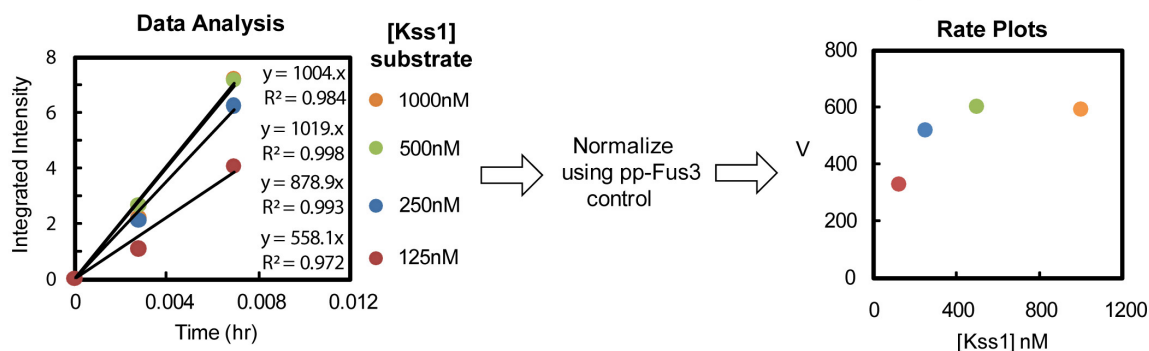 Data Analysis
Integrated Intensity
8
6
4
2
0
0
0.004
0.008
0.012
Time (hr)
y = 1004.x
R² = 0.984
y = 1019.x
R² = 0.998
y = 878.9x
R² = 0.993
y = 558.1x
R² = 0.972
[Kss1]
substrate
1000nM
500nM
250nM
125nM
Normalize
using pp-Fus3
control
Rate Plots
V
800
600
400
200
0
0
400
800
1200
[Kss1] nM